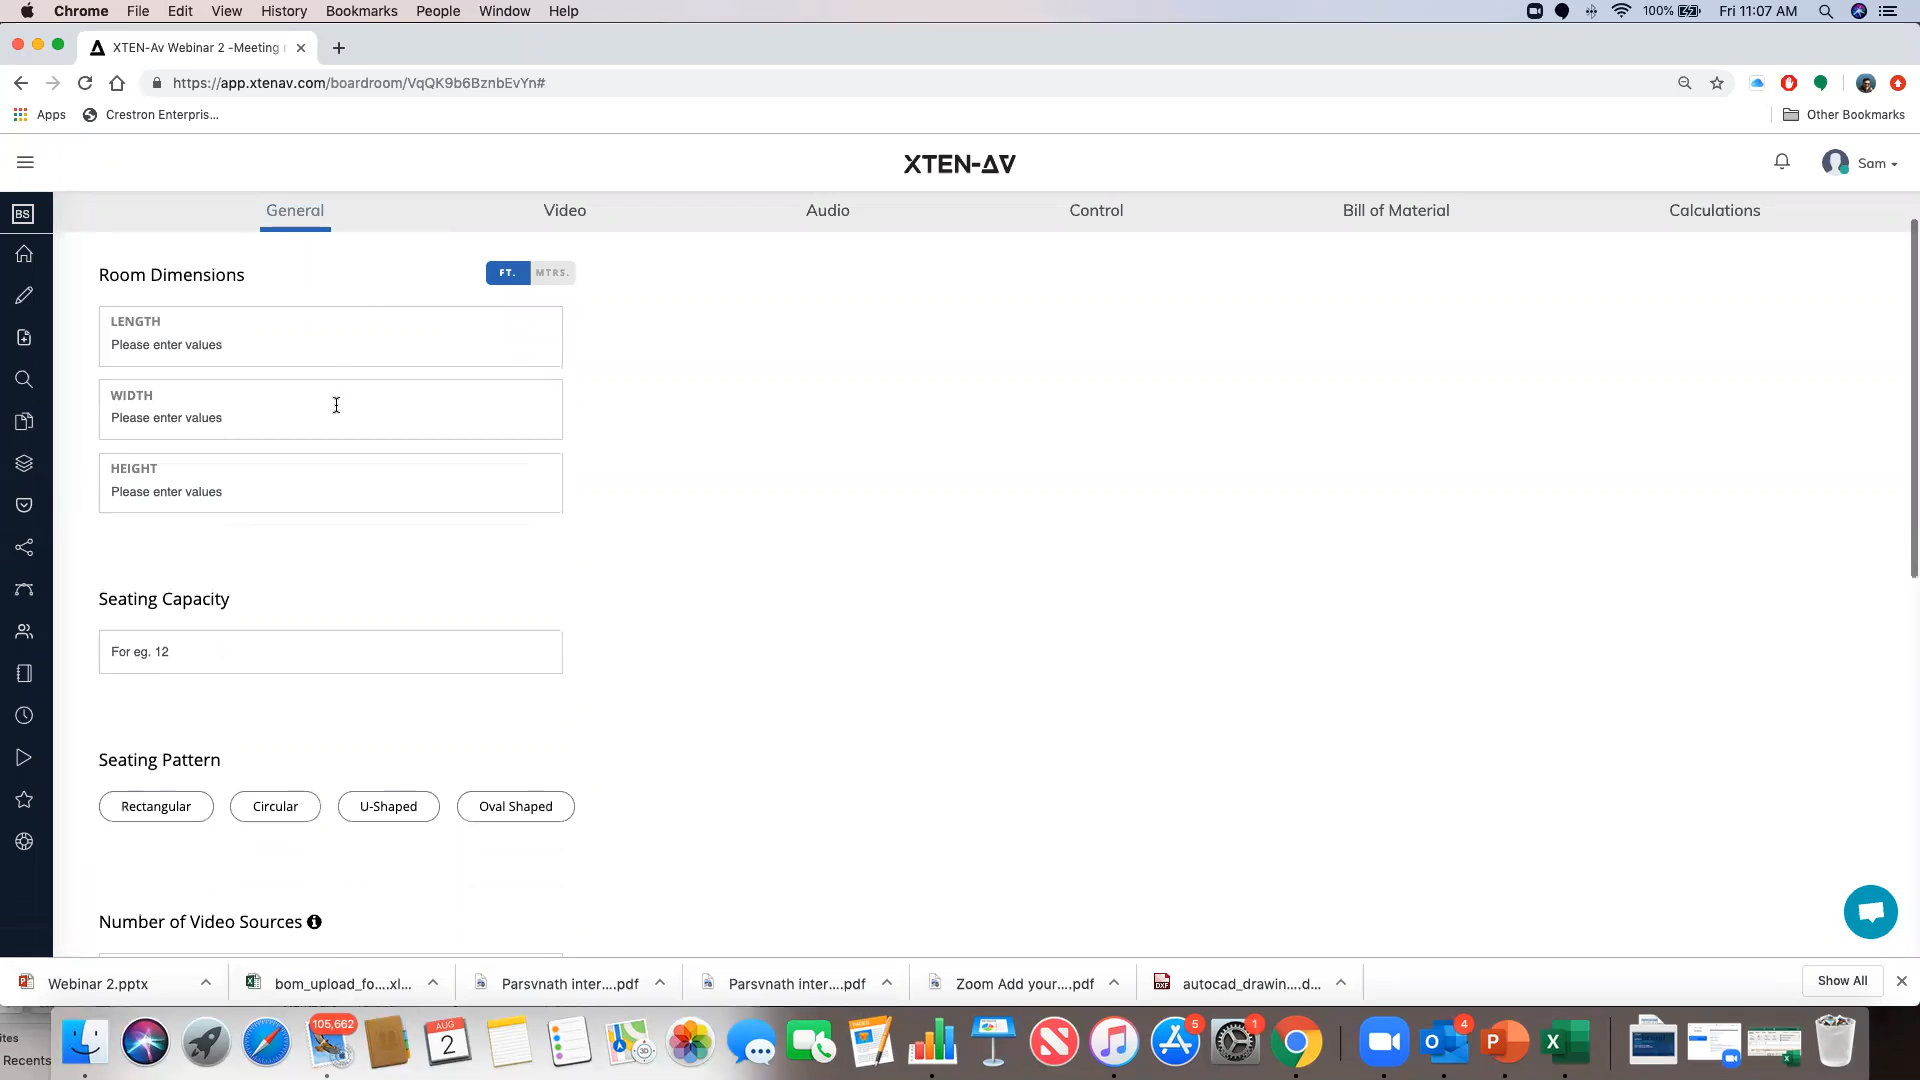 Chrome File Edit View History Bookmarks People Window Help 100% Fri 11:07 AM
XTEN-Av Webinar 2 -Meeting
https://app.xtenav.com/boardroom/VqQK9b6BznbEvYn#
Apps Crestron Enterpris... Other Bookmarks
XTEN-AV Sam
BS General Video Audio Control Bill of Material Calculations
Room Dimensions FT. MTRS.
LENGTH
Please enter values
WIDTH
Please enter values
HEIGHT
Please enter values
Seating Capacity
For eg. 12
Seating Pattern
Rectangular Circular U-Shaped Oval Shaped
Number of Video Sources
Webinar 2.pptx bom_upload_fo....xl... Parsvnath inter....pdf Parsvnath inter....pdf Zoom Add your....pdf autocad_drawin....d... Show All
105,662 AUG 2 5 1 4
ites
Recents